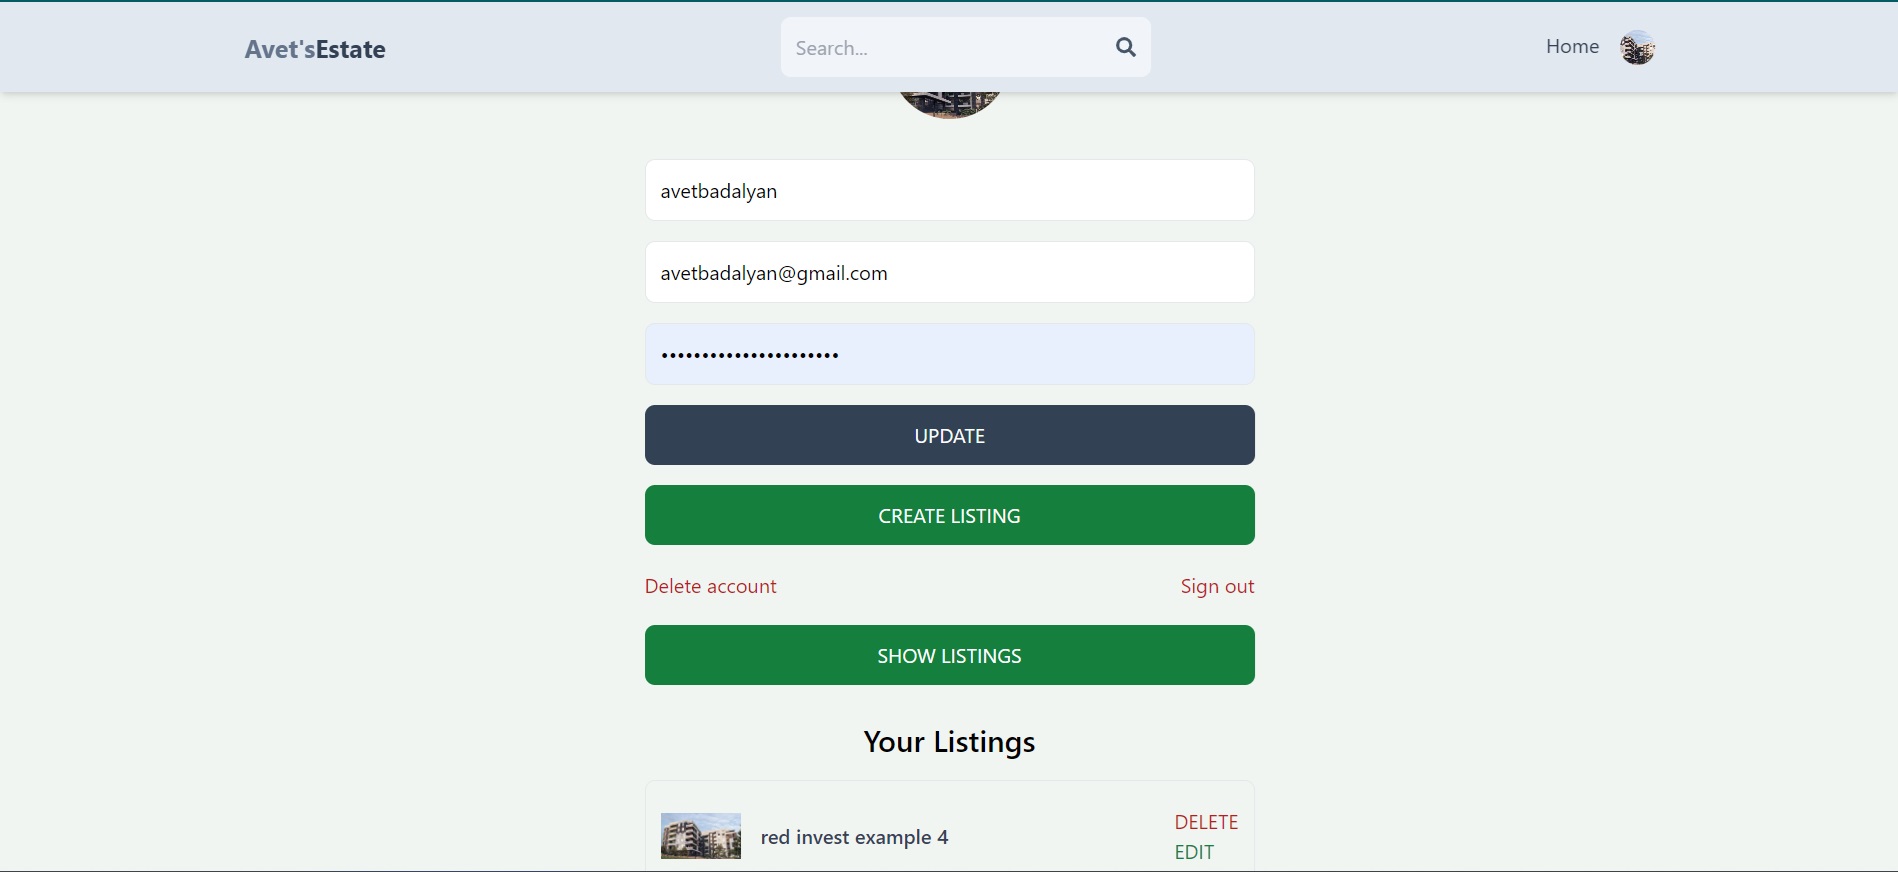 Avet'sEstate
Search...
Home
avetbadalyan
avetbadalyan@gmail.com
••••••••••••••••••••••
UPDATE
CREATE LISTING
Delete account
Sign out
SHOW LISTINGS
Your Listings
red invest example 4
DELETE
EDIT